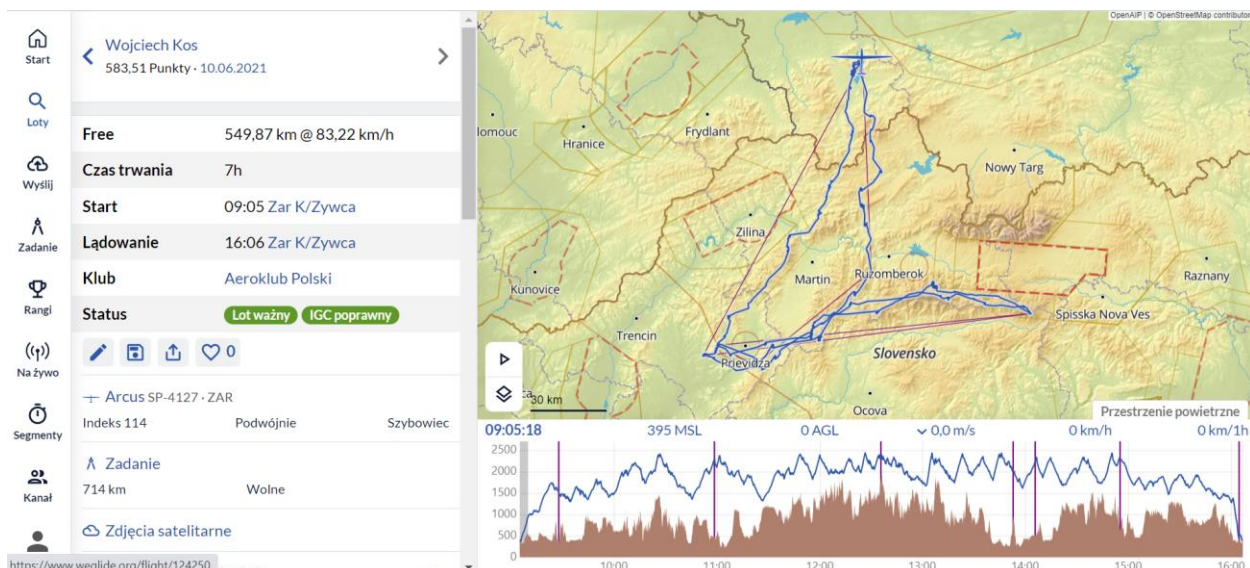 Start
Loty
Wyślij
Zadanie
Rangi
Na żywo
Segmenty
Kanał
https://www.weglide.org/flight/124250
Wojciech Kos
583,51 Punkty · 10.06.2021
Free 549,87 km @ 83,22 km/h
Czas trwania 7h
Start 09:05 Zar K/Zywca
Lądowanie 16:06 Zar K/Zywca
Klub Aeroklub Polski
Status Lot ważny IGC poprawny
0
Arcus SP-4127 · ZAR
Indeks 114 Podwójnie Szybowiec
Zadanie
714 km Wolne
Zdjęcia satelitarne
OpenAIP | © OpenStreetMap contributor
lomouc
Hranice
Frydlant
Nowy Targ
Zilina
Martin
Ruzomberok
Raznany
Kunovice
Spisska Nova Ves
Trencin
Prievidza
Slovensko
Ocova
30 km
Przestrzenie powietrzne
09:05:18 395 MSL 0 AGL 0,0 m/s 0 km/h 0 km/1h
2500
2000
1500
1000
500
0
10:00 11:00 12:00 13:00 14:00 15:00 16:00